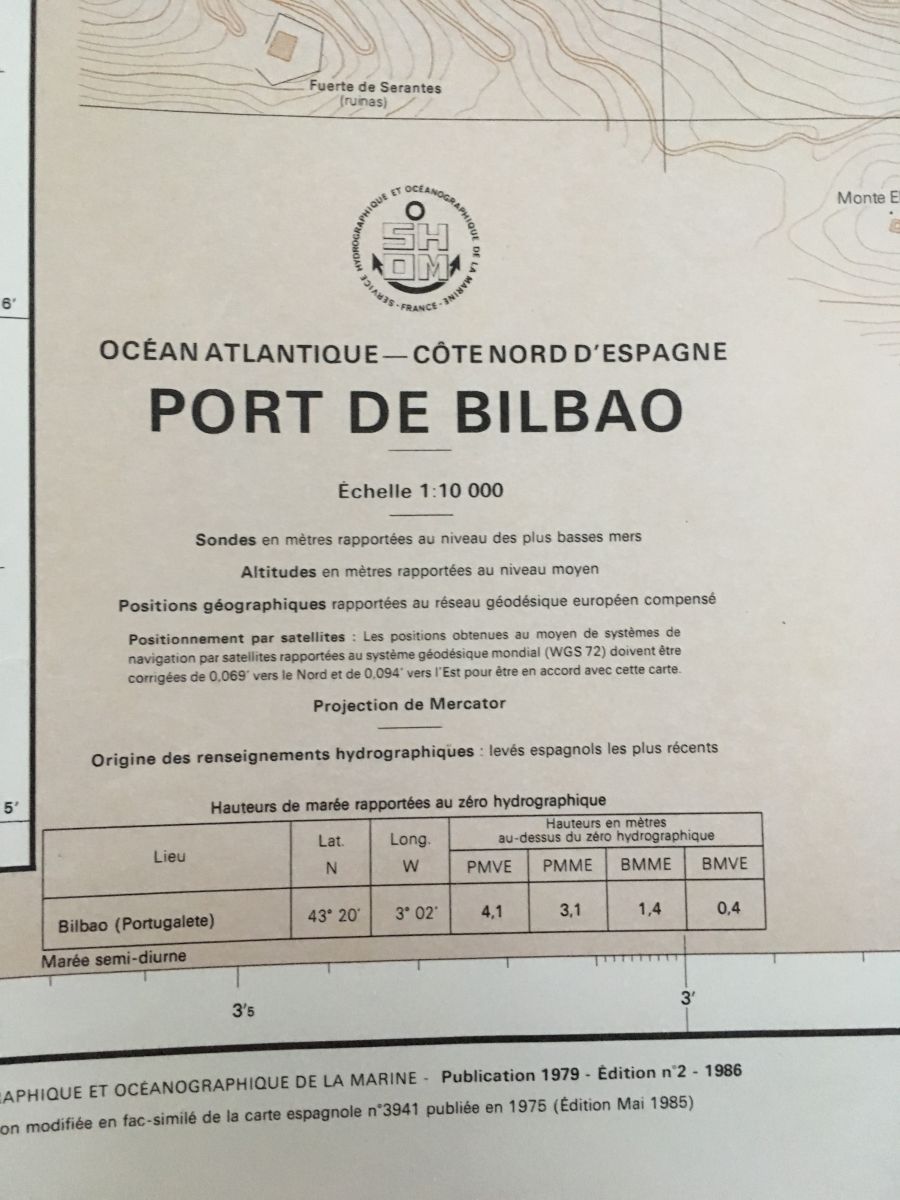 Fuerte de Serantes
(ruinas)
Monte
SERVICE HYDROGRAPHIQUE ET OCÉANOGRAPHIQUE DE LA MARINE - FRANCE -
SH
OM
6'
OCÉAN ATLANTIQUE — CÔTE NORD D'ESPAGNE
PORT DE BILBAO
Échelle 1:10 000
Sondes en mètres rapportées au niveau des plus basses mers
Altitudes en mètres rapportées au niveau moyen
Positions géographiques rapportées au réseau géodésique européen compensé
Positionnement par satellites : Les positions obtenues au moyen de systèmes de
navigation par satellites rapportées au système géodésique mondial (WGS 72) doivent être
corrigées de 0,069' vers le Nord et de 0,094' vers l'Est pour être en accord avec cette carte.
Projection de Mercator
Origine des renseignements hydrographiques : levés espagnols les plus récents
5'
Hauteurs de marée rapportées au zéro hydrographique
Lieu Lat. N Long. W Hauteurs en mètres
au-dessus du zéro hydrographique
PMVE PMME BMME BMVE
Bilbao (Portugalete) 43° 20' 3° 02' 4,1 3,1 1,4 0,4
Marée semi-diurne
3'5 3'
APHIQUE ET OCÉANOGRAPHIQUE DE LA MARINE - Publication 1979 - Édition n°2 - 1986
on modifiée en fac-similé de la carte espagnole n°3941 publiée en 1975 (Édition Mai 1985)